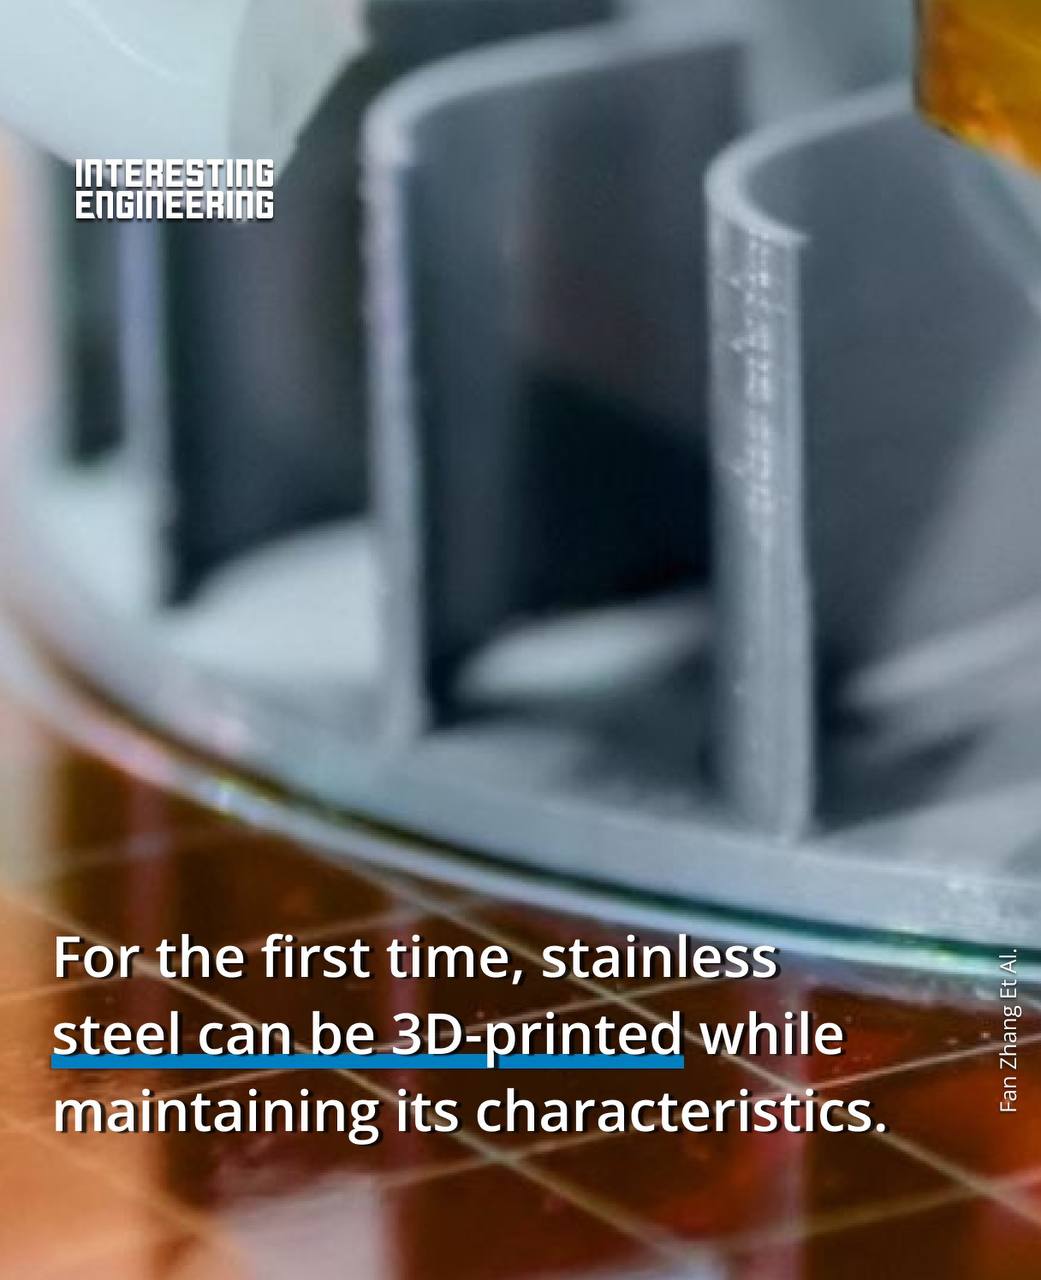 INTERESTING
ENGINEERING
For the first time, stainless
steel can be 3D-printed while
maintaining its characteristics.
Fan Zhang Et Al.